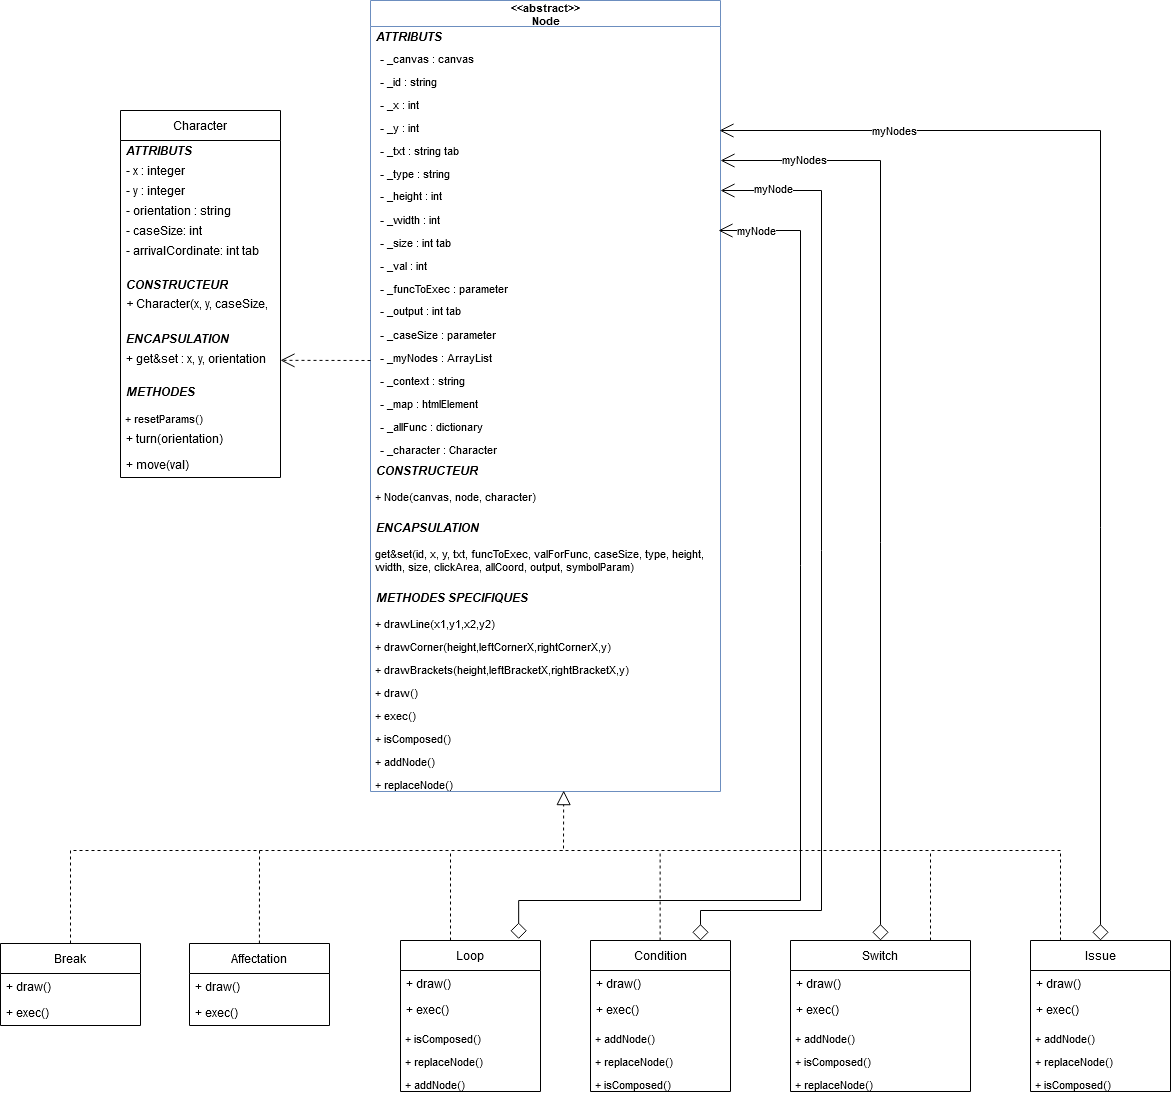 <<abstract>>
Node
ATTRIBUTS
- _canvas : canvas
- _id : string
- _x : int
- _y : int
- _txt : string tab
- _type : string
- _height : int
- _width : int
- _size : int tab
- _val : int
- _funcToExec : parameter
- _output : int tab
- _caseSize : parameter
- _myNodes : ArrayList
- _context : string
- _map : htmlElement
- _allFunc : dictionary
- _character : Character
CONSTRUCTEUR
+ Node(canvas, node, character)
ENCAPSULATION
get&set(id, x, y, txt, funcToExec, valForFunc, caseSize, type, height,
width, size, clickArea, allCoord, output, symbolParam)
METHODES SPECIFIQUES
+ drawLine(x1,y1,x2,y2)
+ drawCorner(height,leftCornerX,rightCornerX,y)
+ drawBrackets(height,leftBracketX,rightBracketX,y)
+ draw()
+ exec()
+ isComposed()
+ addNode()
+ replaceNode()
Character
ATTRIBUTS
- x : integer
- y : integer
- orientation : string
- caseSize: int
- arrivalCordinate: int tab
CONSTRUCTEUR
+ Character(x, y, caseSize,
ENCAPSULATION
+ get&set : x, y, orientation
METHODES
+ resetParams()
+ turn(orientation)
+ move(val)
myNodes
myNodes
myNode
myNode
Break
+ draw()
+ exec()
Affectation
+ draw()
+ exec()
Loop
+ draw()
+ exec()
+ isComposed()
+ replaceNode()
+ addNode()
Condition
+ draw()
+ exec()
+ addNode()
+ replaceNode()
+ isComposed()
Switch
+ draw()
+ exec()
+ addNode()
+ isComposed()
+ replaceNode()
Issue
+ draw()
+ exec()
+ addNode()
+ replaceNode()
+ isComposed()